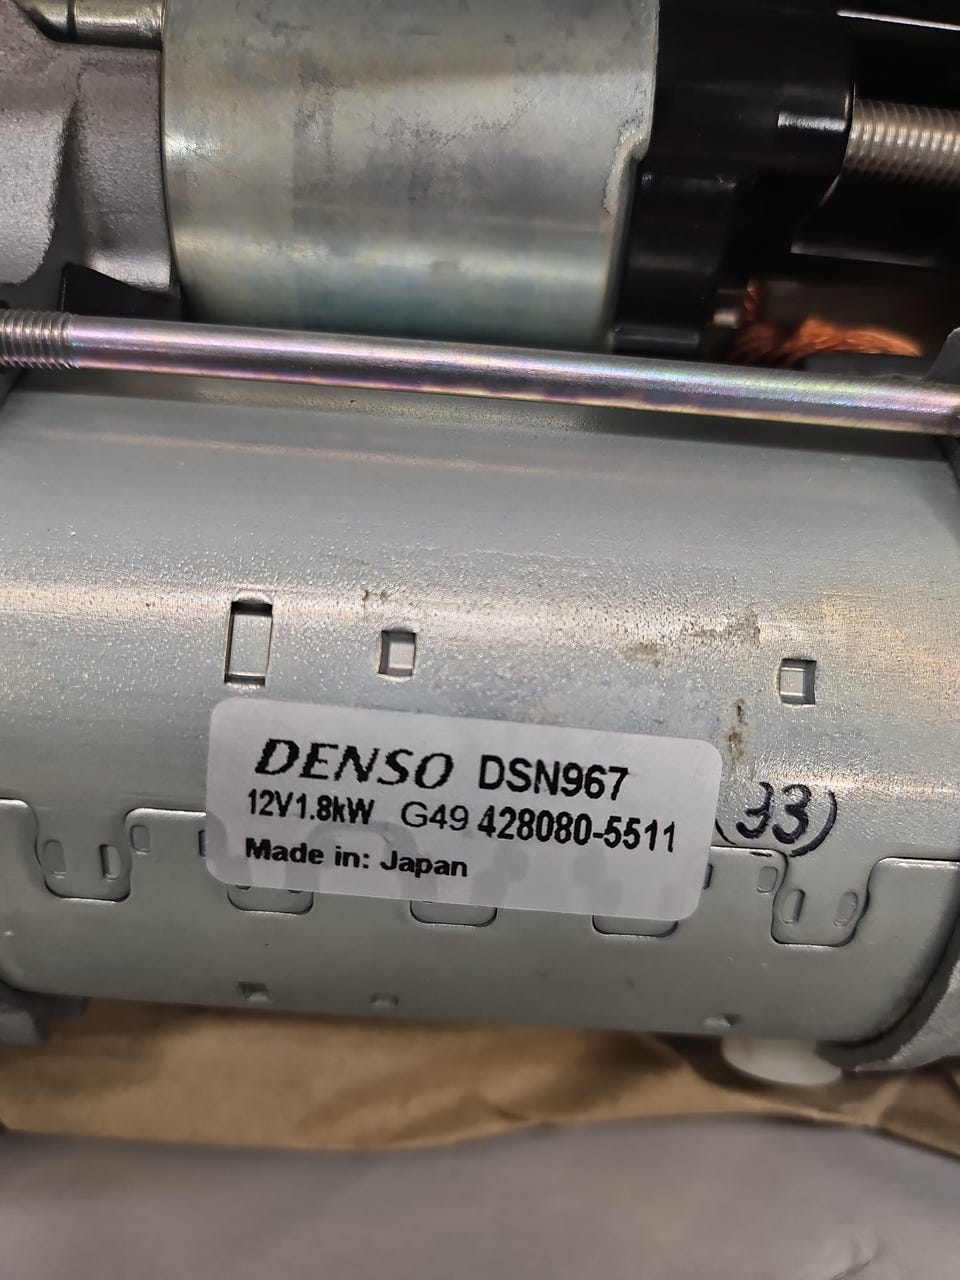 DENSO DSN967
12V1.8kW G49 428080-5511
Made in: Japan
(33)